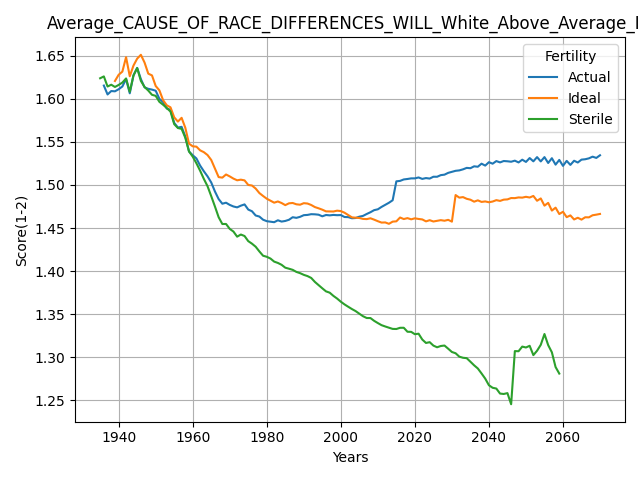 Average_CAUSE_OF_RACE_DIFFERENCES_WILL_White_Above_Average_I
Fertility
Actual
Ideal
Sterile
Score(1-2)
1.65
1.60
1.55
1.50
1.45
1.40
1.35
1.30
1.25
1940 1960 1980 2000 2020 2040 2060
Years